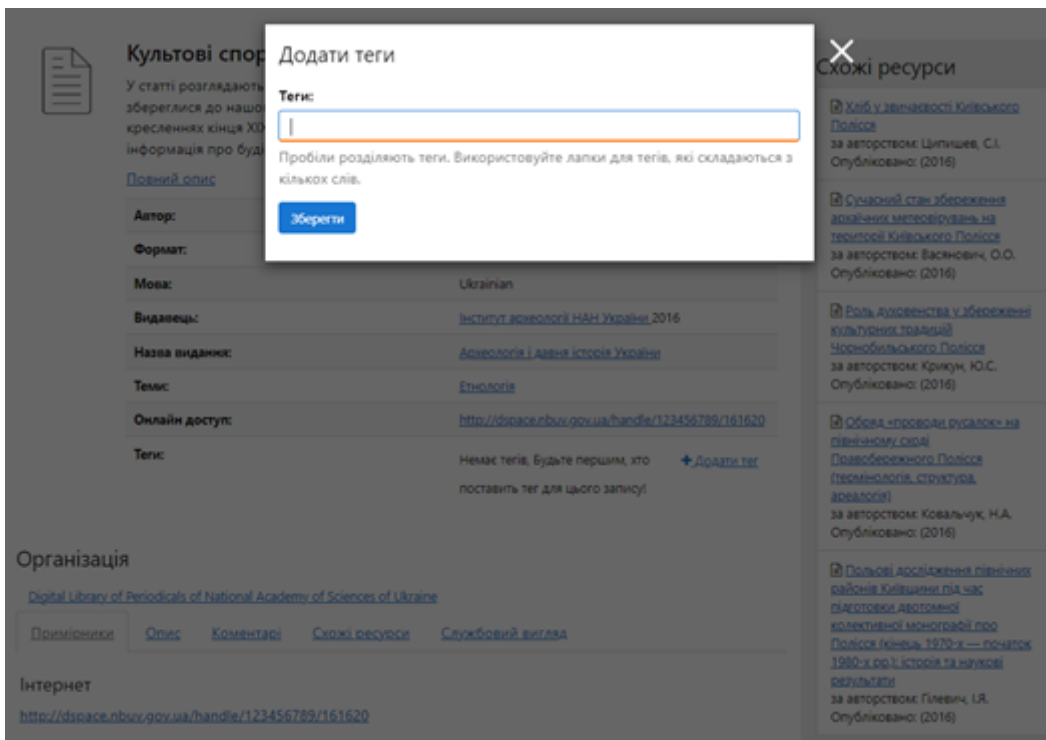 Культові спор
У статті розглядають
збереглися до нашо
кресленнях кінця XIX
інформація про буді
Повний опис
Додати теги
Теги:
Пробіли розділяють теги. Використовуйте лапки для тегів, які складаються з
кількох слів.
Зберегти
Автор:
Формат:
Мова: Ukrainian
Видавець: Інститут археології НАН України 2016
Назва видання: Археологія і давня історія України
Теми: Етнологія
Онлайн доступ: http://dspace.nbuv.gov.ua/handle/123456789/161620
Теги: Немає тегів, Будьте першим, хто Додати тег
поставить тег для цього запису!
Організація
Digital Library of Periodicals of National Academy of Sciences of Ukraine
Примірники Опис Коментарі Схожі ресурси Службовий вигляд
Інтернет
http://dspace.nbuv.gov.ua/handle/123456789/161620
Схожі ресурси
Хліб у звичаєвості Київського
Полісся
за авторством: Ципишев, С.І.
Опубліковано: (2016)
Сучасний стан збереження
архаїчних метеовірувань на
території Київського Полісся
за авторством: Васянович, О.О.
Опубліковано: (2016)
Роль духовенства у збереженні
культурних традицій
Чорнобильського Полісся
за авторством: Крикун, Ю.С.
Опубліковано: (2016)
Обряд «проводи русалок» на
північному сході
Правобережного Полісся
(термінологія, структура,
ареалогія)
за авторством: Ковальчук, Н.А.
Опубліковано: (2016)
Польові дослідження північних
районів Київщини під час
підготовки двотомної
колективної монографії про
Полісся (кінець 1970-х — початок
1980-х рр.): історія та наукові
результати
за авторством: Гілевич, І.Я.
Опубліковано: (2016)